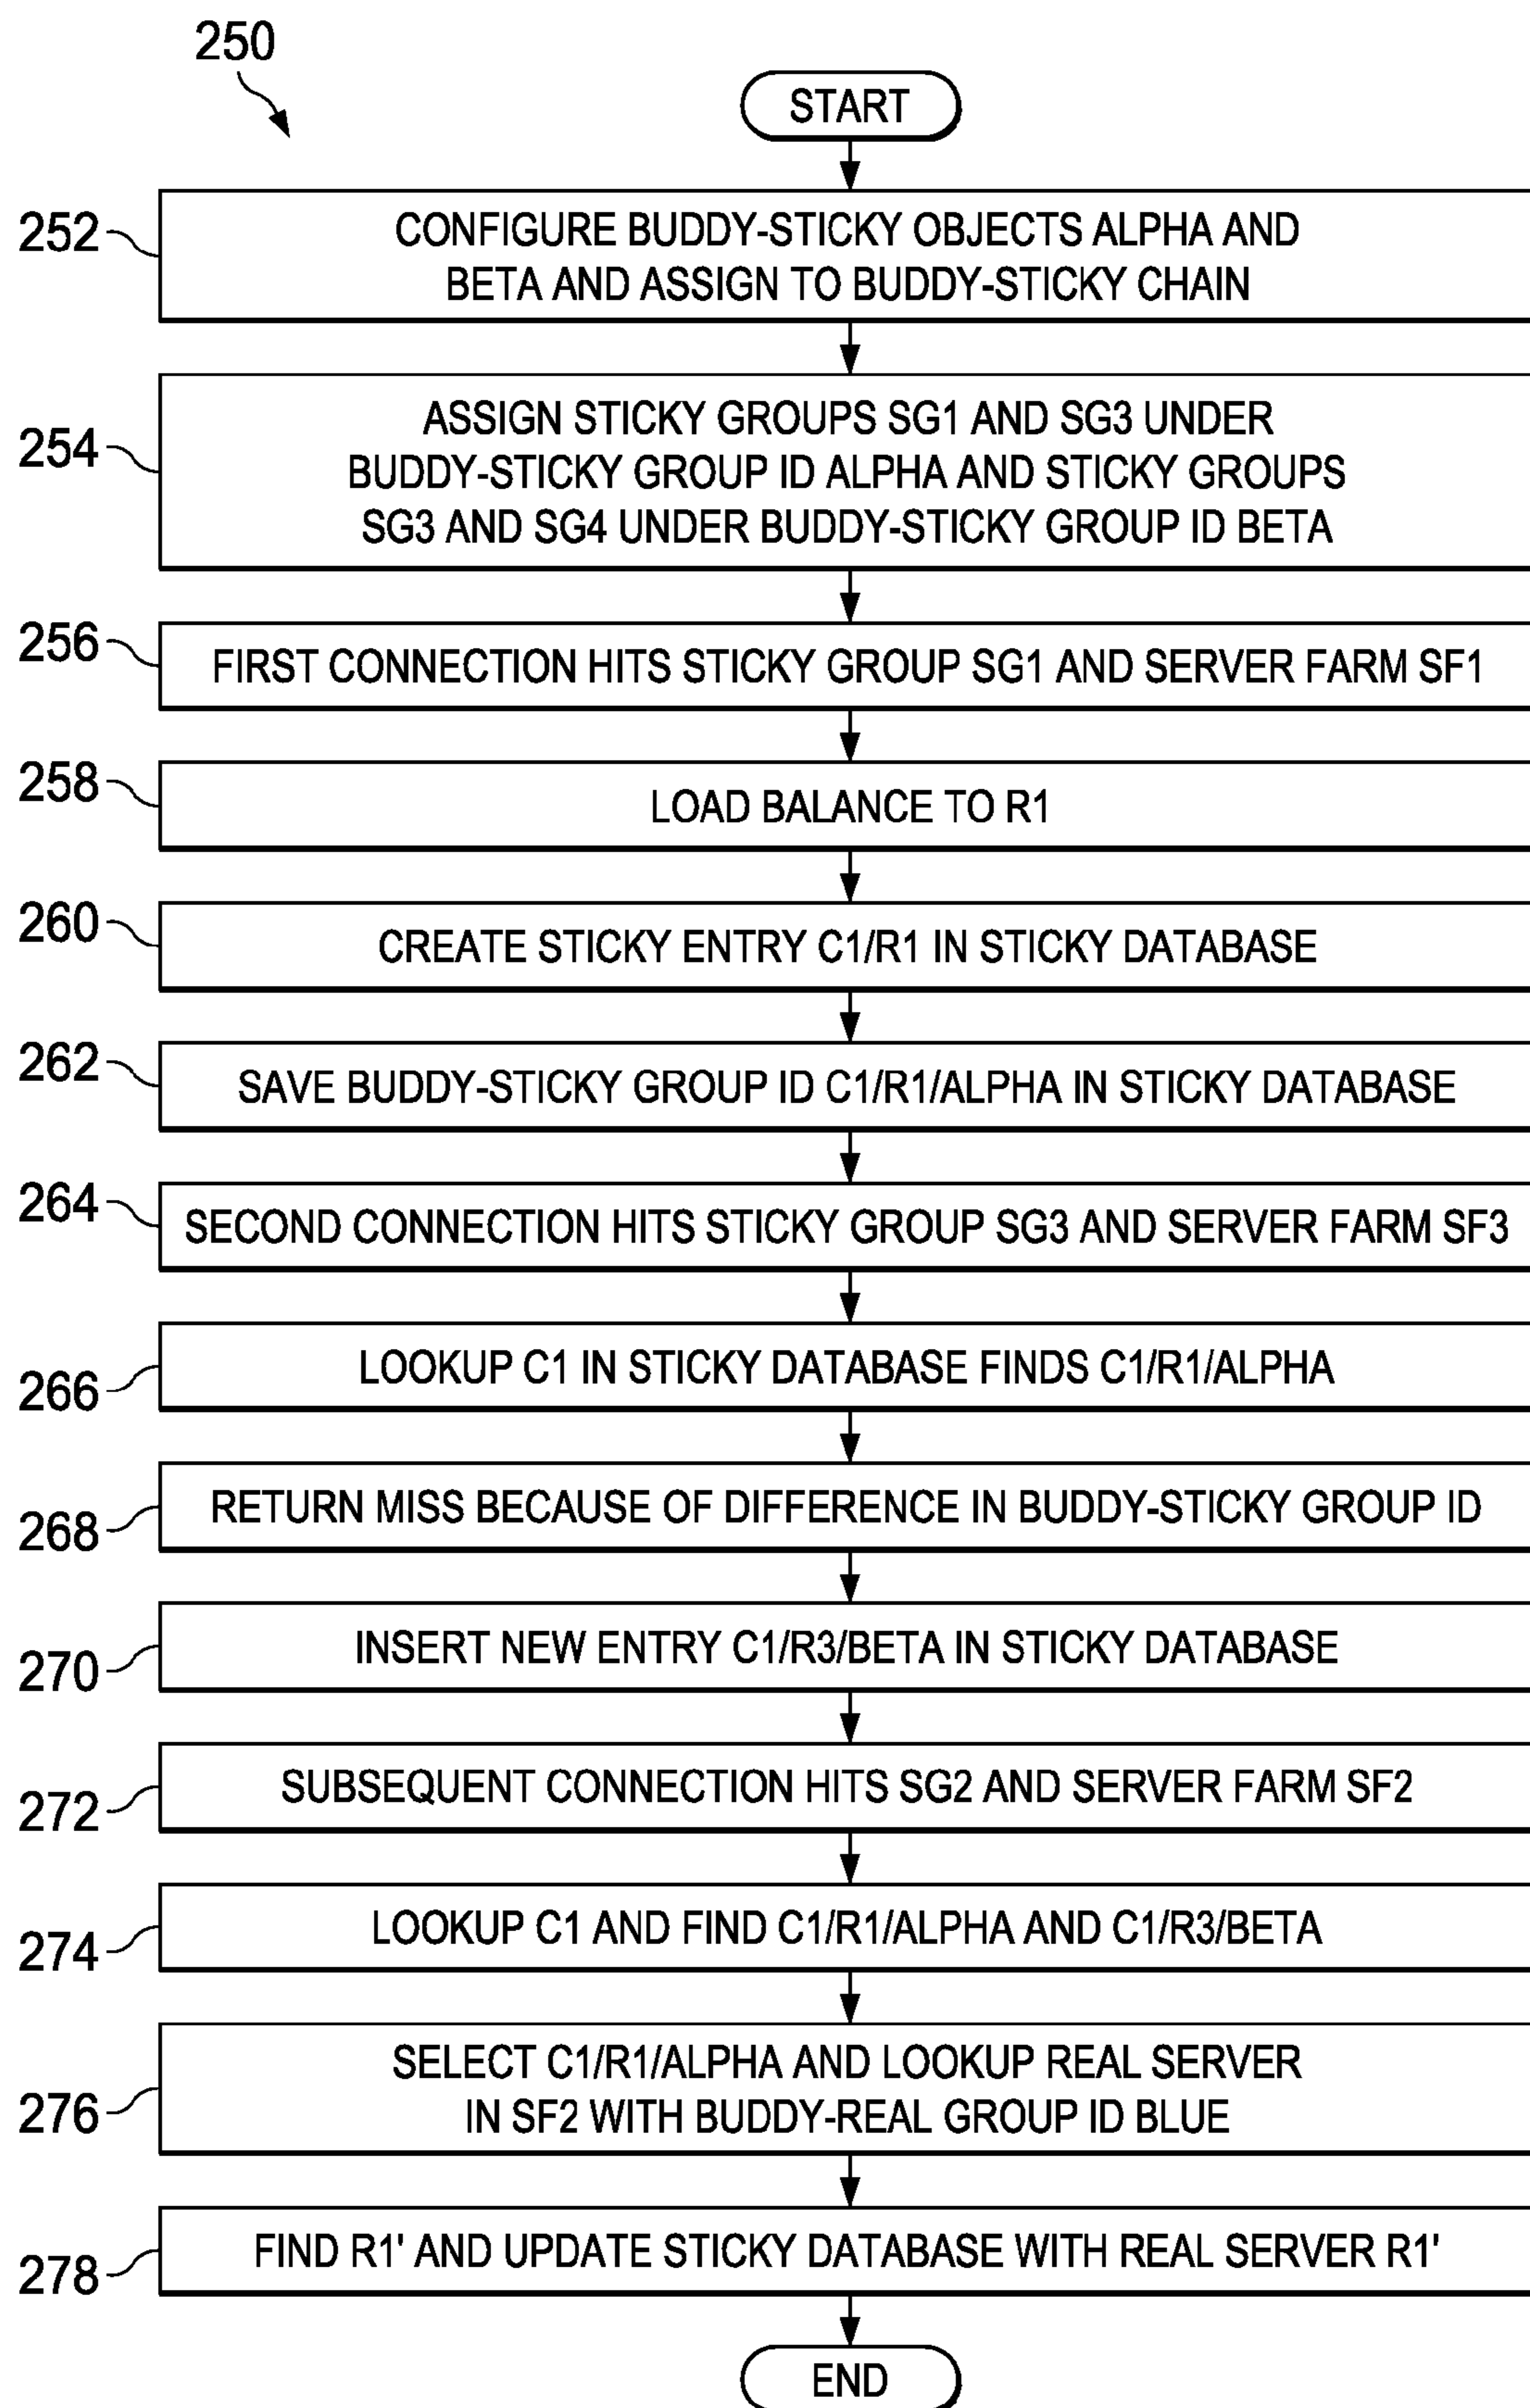 250
START
252
CONFIGURE BUDDY-STICKY OBJECTS ALPHA AND
BETA AND ASSIGN TO BUDDY-STICKY CHAIN
254
ASSIGN STICKY GROUPS SG1 AND SG3 UNDER
BUDDY-STICKY GROUP ID ALPHA AND STICKY GROUPS
SG3 AND SG4 UNDER BUDDY-STICKY GROUP ID BETA
256
FIRST CONNECTION HITS STICKY GROUP SG1 AND SERVER FARM SF1
258
LOAD BALANCE TO R1
260
CREATE STICKY ENTRY C1/R1 IN STICKY DATABASE
262
SAVE BUDDY-STICKY GROUP ID C1/R1/ALPHA IN STICKY DATABASE
264
SECOND CONNECTION HITS STICKY GROUP SG3 AND SERVER FARM SF3
266
LOOKUP C1 IN STICKY DATABASE FINDS C1/R1/ALPHA
268
RETURN MISS BECAUSE OF DIFFERENCE IN BUDDY-STICKY GROUP ID
270
INSERT NEW ENTRY C1/R3/BETA IN STICKY DATABASE
272
SUBSEQUENT CONNECTION HITS SG2 AND SERVER FARM SF2
274
LOOKUP C1 AND FIND C1/R1/ALPHA AND C1/R3/BETA
276
SELECT C1/R1/ALPHA AND LOOKUP REAL SERVER
IN SF2 WITH BUDDY-REAL GROUP ID BLUE
278
FIND R1' AND UPDATE STICKY DATABASE WITH REAL SERVER R1'
END